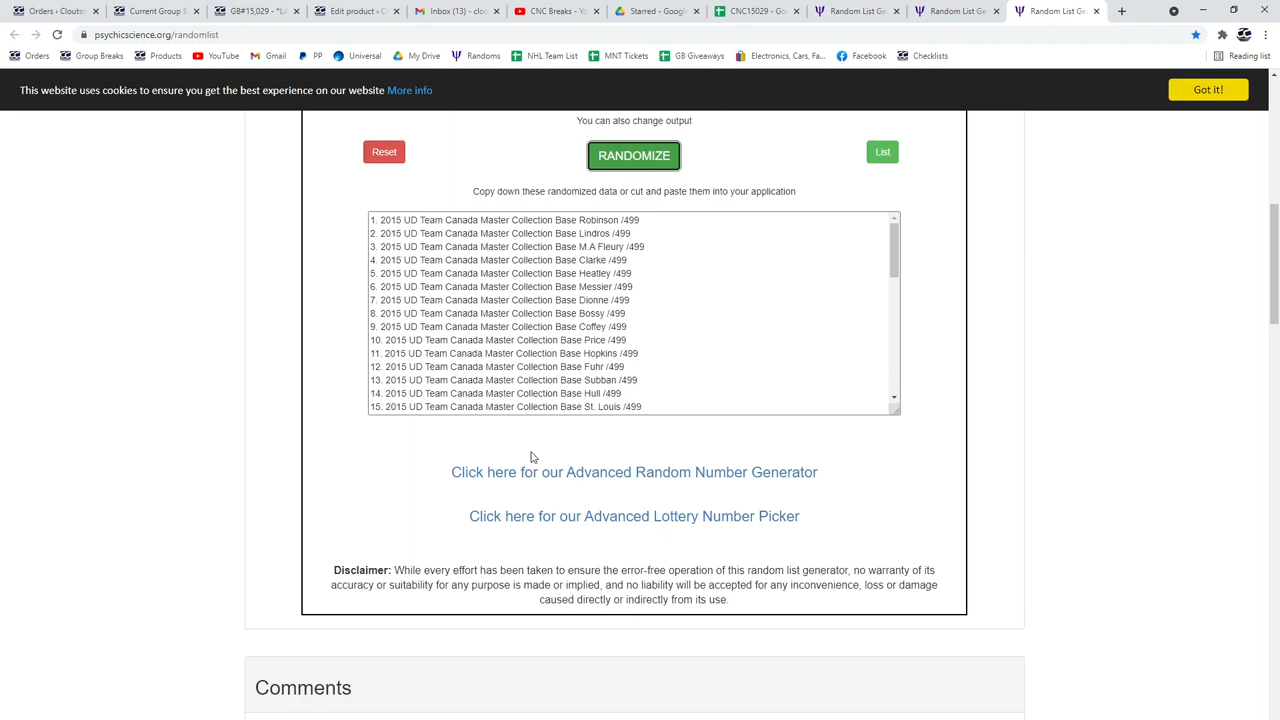 Orders ‹ Cloutsn
Current Group B
GB#15,029 - *LA
Edit product ‹ C
Inbox (13) - clou
CNC Breaks - Yo
Starred - Google
CNC15029 - Go
Random List Ge
Random List Ge
Random List Ge
psychicscience.org/randomlist
Orders
Group Breaks
Products
YouTube
Gmail
PP
Universal
My Drive
Randoms
NHL Team List
MNT Tickets
GB Giveaways
Electronics, Cars, Fa...
Facebook
Checklists
Reading list
This website uses cookies to ensure you get the best experience on our website More info
Got it!
You can also change output
Reset
RANDOMIZE
List
Copy down these randomized data or cut and paste them into your application
1. 2015 UD Team Canada Master Collection Base Robinson /499
2. 2015 UD Team Canada Master Collection Base Lindros /499
3. 2015 UD Team Canada Master Collection Base M.A Fleury /499
4. 2015 UD Team Canada Master Collection Base Clarke /499
5. 2015 UD Team Canada Master Collection Base Heatley /499
6. 2015 UD Team Canada Master Collection Base Messier /499
7. 2015 UD Team Canada Master Collection Base Dionne /499
8. 2015 UD Team Canada Master Collection Base Bossy /499
9. 2015 UD Team Canada Master Collection Base Coffey /499
10. 2015 UD Team Canada Master Collection Base Price /499
11. 2015 UD Team Canada Master Collection Base Hopkins /499
12. 2015 UD Team Canada Master Collection Base Fuhr /499
13. 2015 UD Team Canada Master Collection Base Subban /499
14. 2015 UD Team Canada Master Collection Base Hull /499
15. 2015 UD Team Canada Master Collection Base St. Louis /499
Click here for our Advanced Random Number Generator
Click here for our Advanced Lottery Number Picker
Disclaimer: While every effort has been taken to ensure the error-free operation of this random list generator, no warranty of its
accuracy or suitability for any purpose is made or implied, and no liability will be accepted for any inconvenience, loss or damage
caused directly or indirectly from its use.
Comments